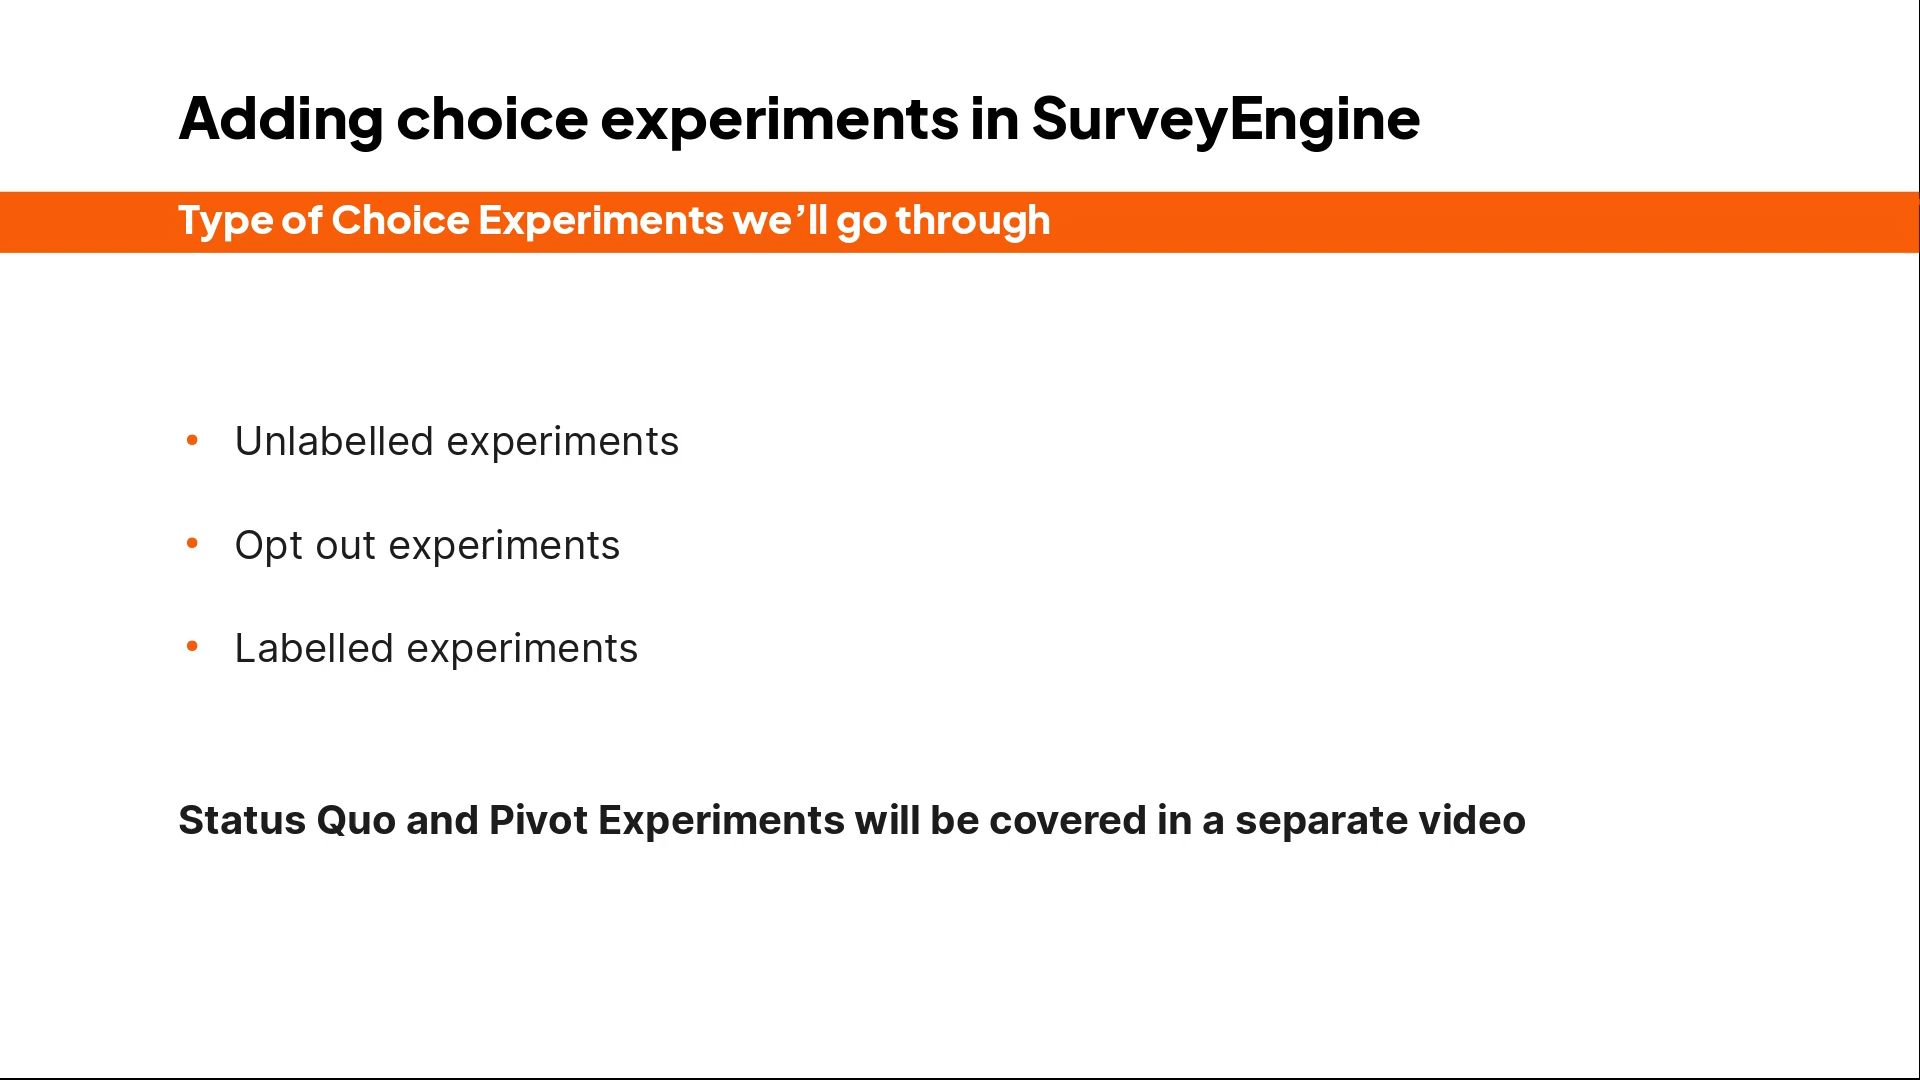 Adding choice experiments in SurveyEngine
Type of Choice Experiments we’ll go through
• Unlabelled experiments
• Opt out experiments
• Labelled experiments
Status Quo and Pivot Experiments will be covered in a separate video